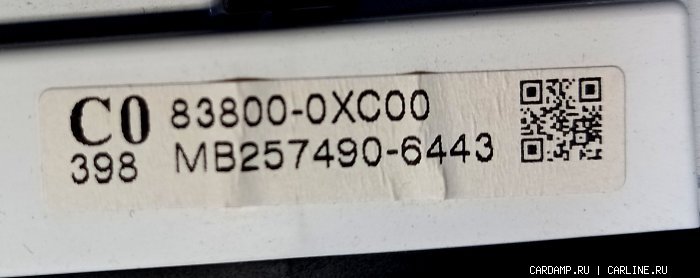 C0 83800-0XC00
398 MB257490-6443
CARDAMP.RU | CARLINE.RU